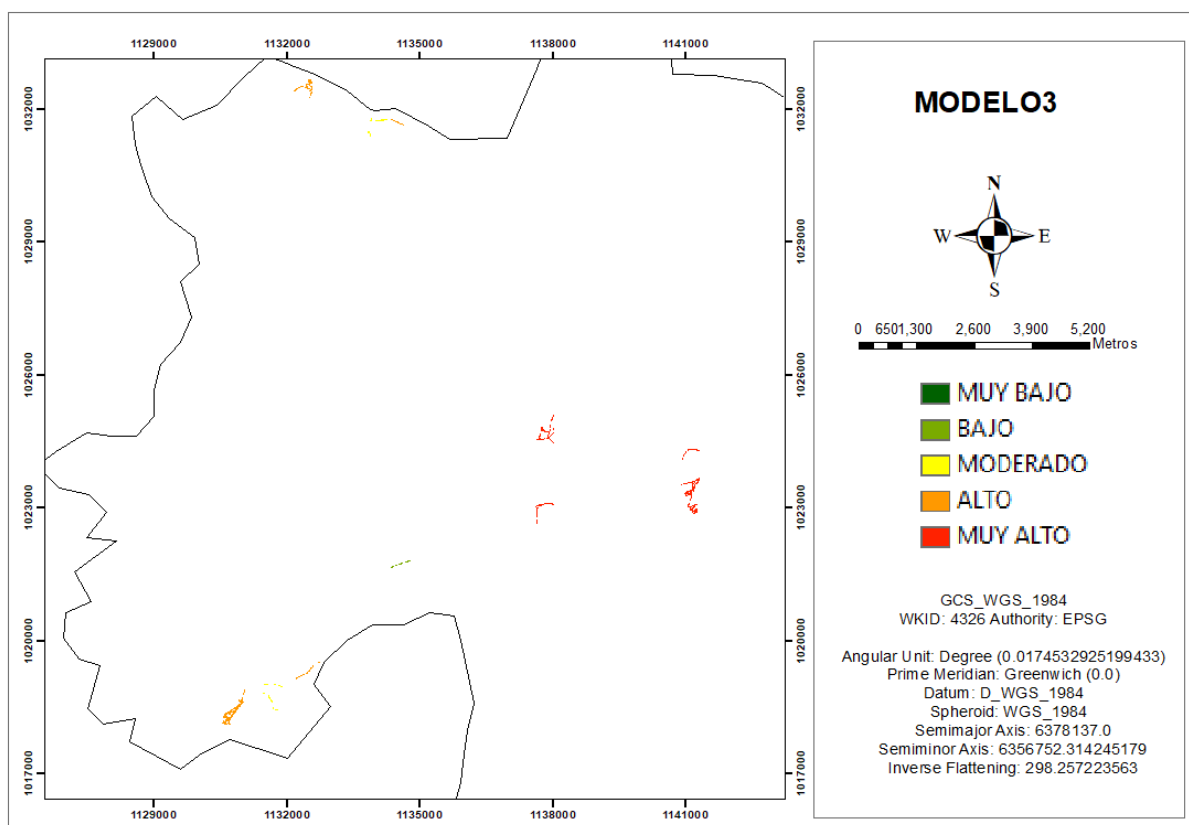 1129000 1132000 1135000 1138000 1141000
1032000 1032000
1029000 1029000
1026000 1026000
1023000 1023000
1020000 1020000
1017000 1017000
1129000 1132000 1135000 1138000 1141000
MODELO3
N
W E
S
0 6501,300 2,600 3,900 5,200
Metros
MUY BAJO
BAJO
MODERADO
ALTO
MUY ALTO
GCS_WGS_1984
WKID: 4326 Authority: EPSG
Angular Unit: Degree (0.0174532925199433)
Prime Meridian: Greenwich (0.0)
Datum: D_WGS_1984
Spheroid: WGS_1984
Semimajor Axis: 6378137.0
Semiminor Axis: 6356752.314245179
Inverse Flattening: 298.257223563